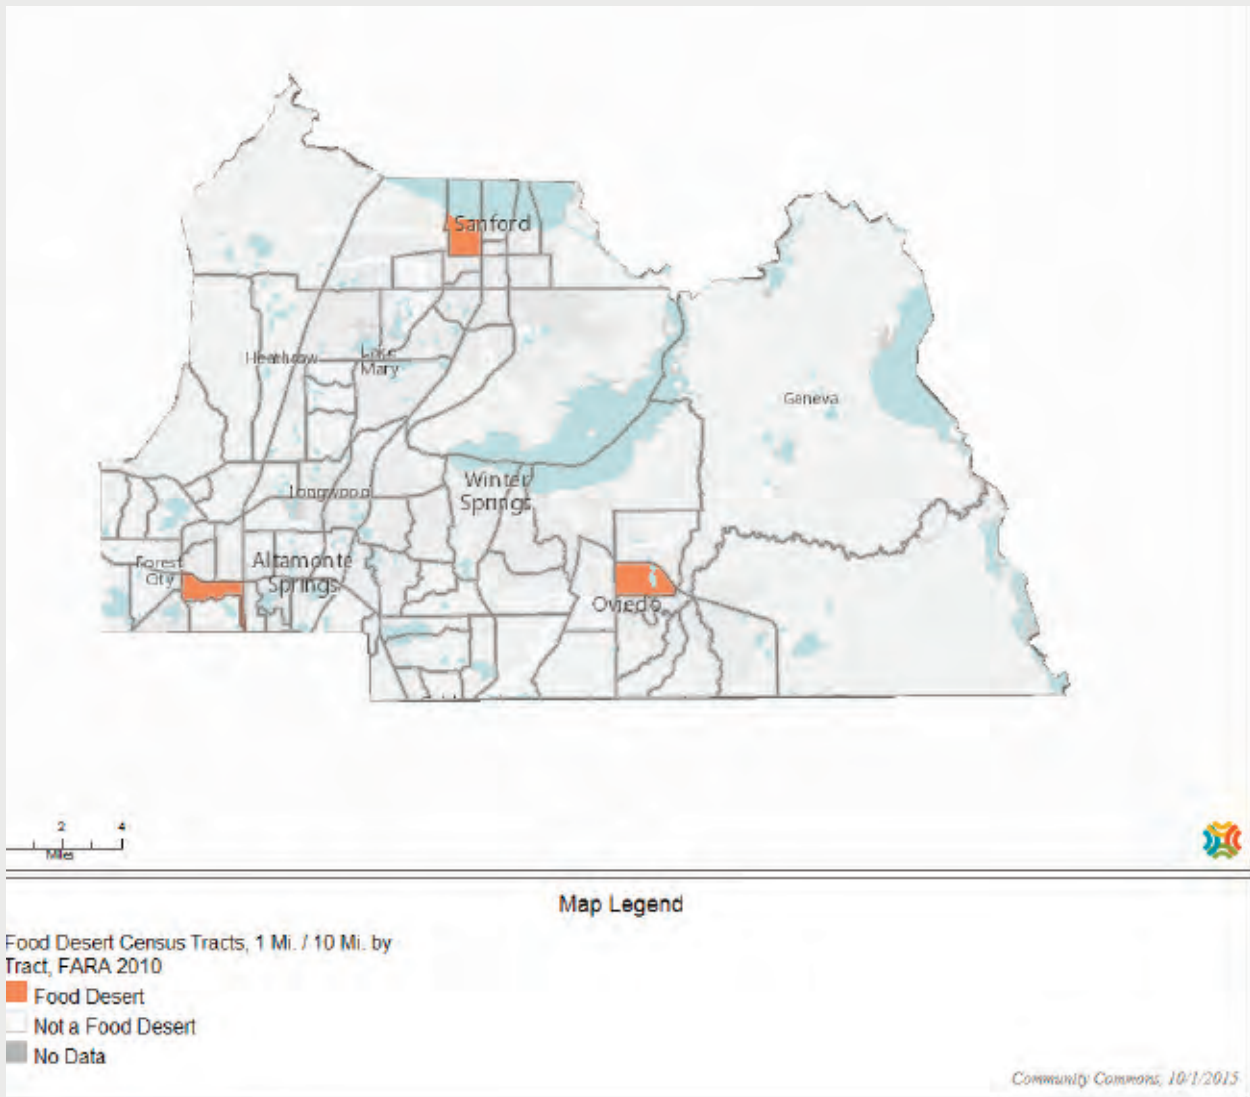 Sanford
Heathrow
Lake
Mary
Geneva
Winter
Springs
Longwood
Forest
City
Altamonte
Springs
Oviedo
2 4
Miles
Map Legend
Food Desert Census Tracts, 1 Mi. / 10 Mi. by
Tract, FARA 2010
Food Desert
Not a Food Desert
No Data
Community Commons, 10/1/2015